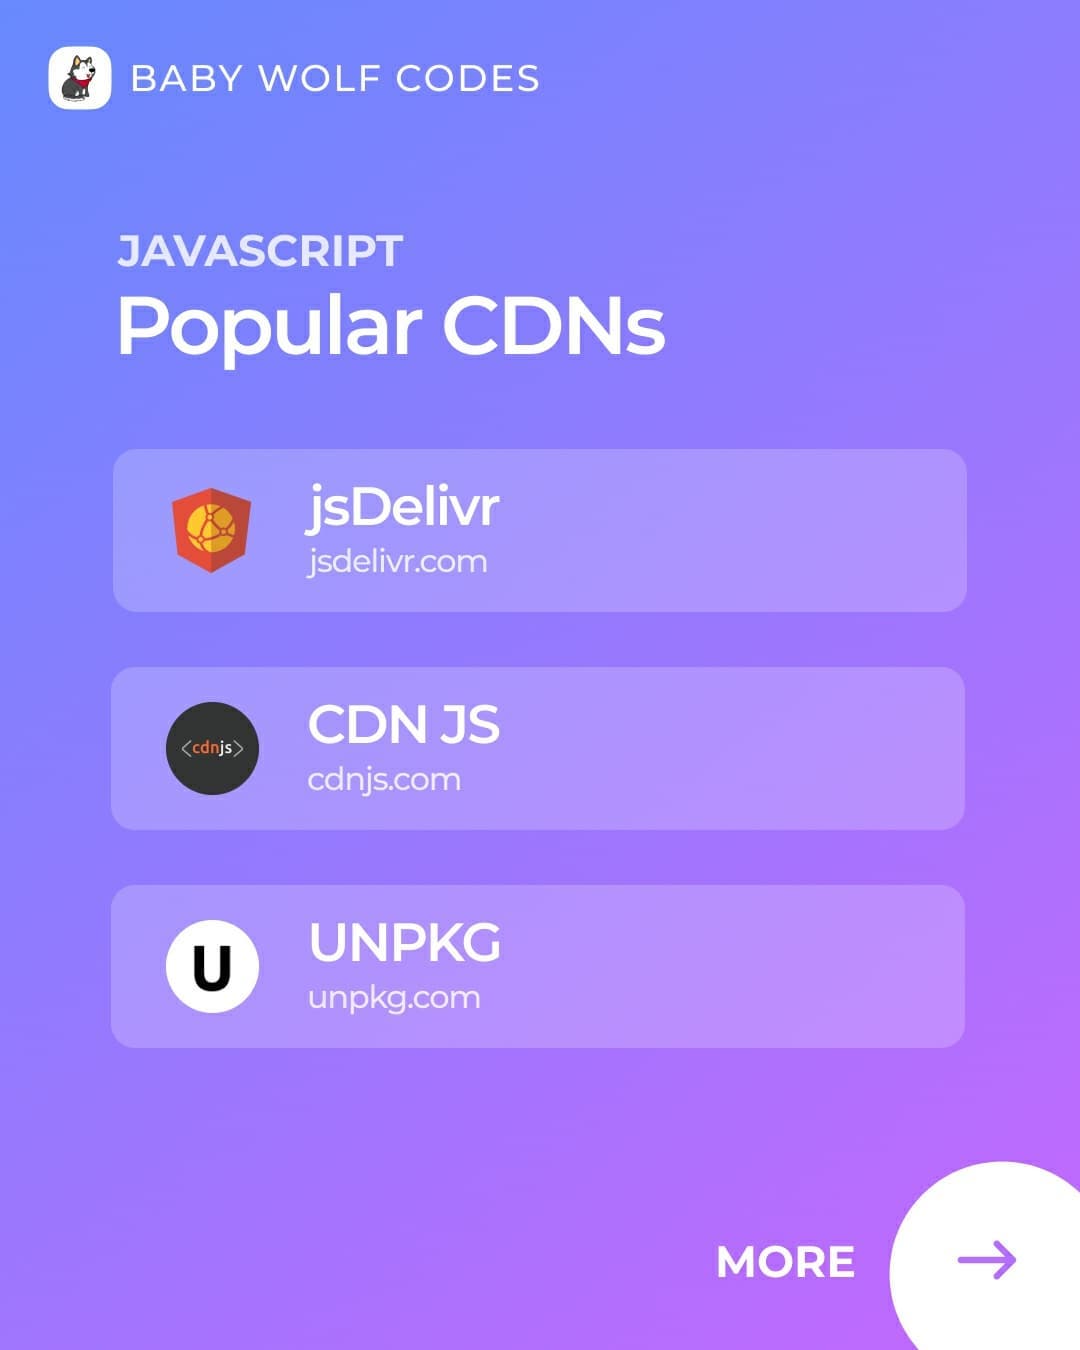 BABY WOLF CODES
JAVASCRIPT
Popular CDNs
jsDelivr
jsdelivr.com
<cdnjs>
CDN JS
cdnjs.com
U
UNPKG
unpkg.com
MORE